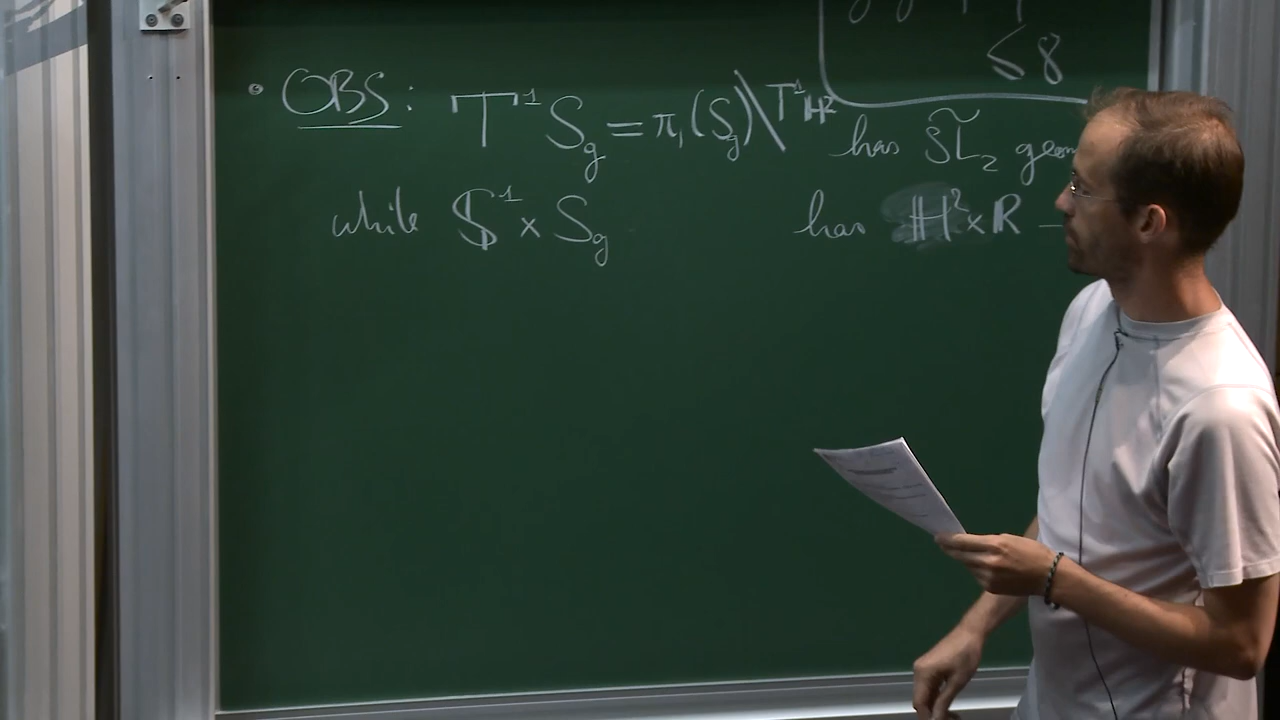 ≤ 8
• OBS: T¹S_g = π₁(S_g)\T¹ℍ² has S̃L₂ geom
while 𝕊¹ × S_g has ℍ² × ℝ —